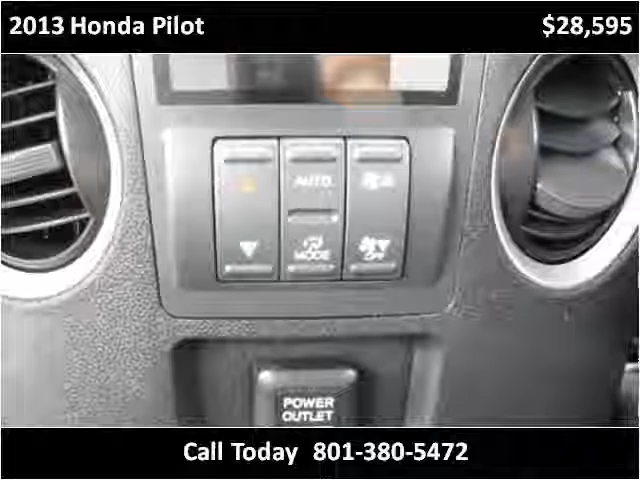 2013 Honda Pilot $28,595
AUTO
MODE
OFF
POWER
OUTLET
Call Today 801-380-5472